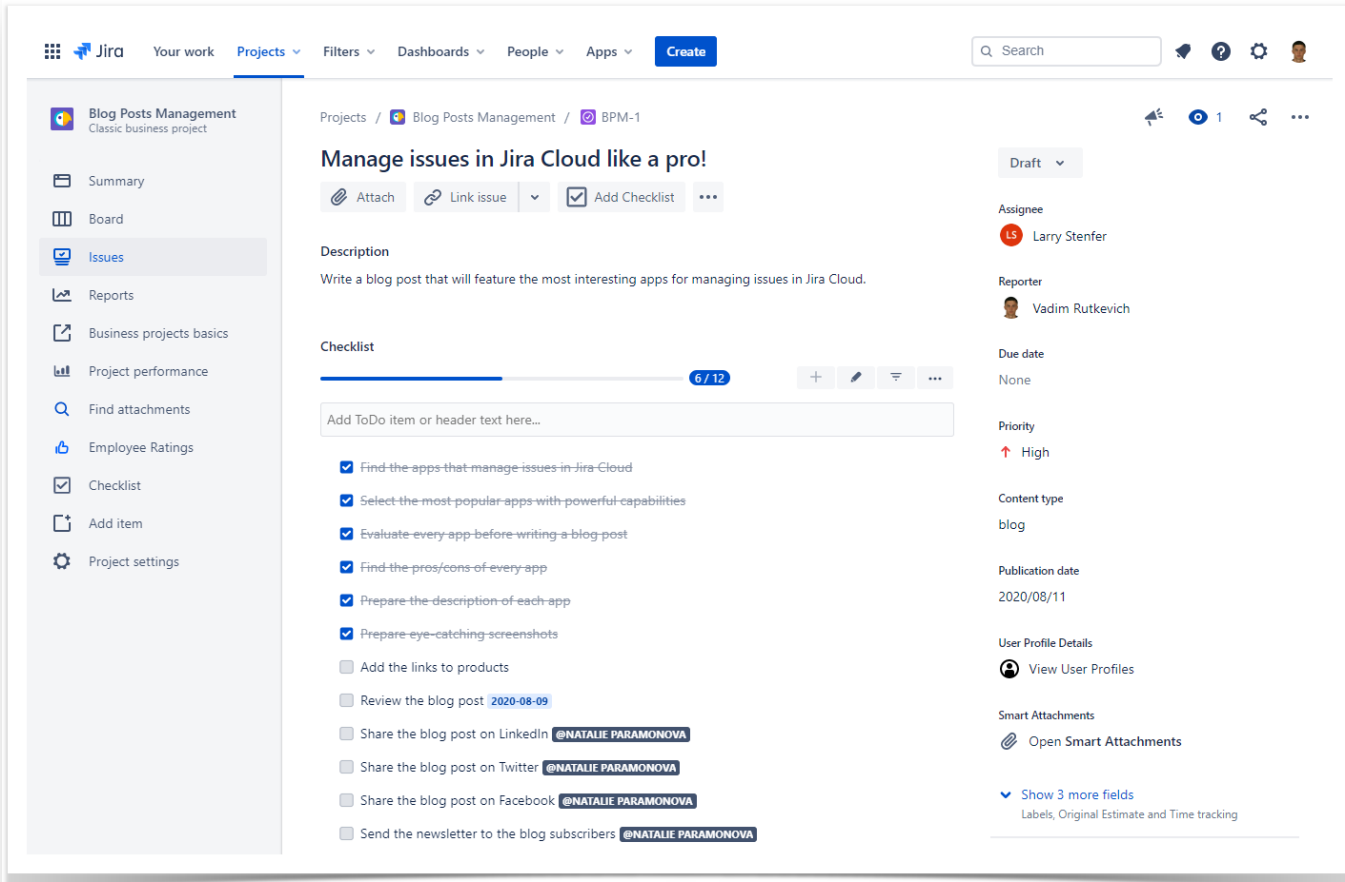 Jira Your work Projects Filters Dashboards People Apps Create Search
Blog Posts Management
Classic business project
Summary
Board
Issues
Reports
Business projects basics
Project performance
Find attachments
Employee Ratings
Checklist
Add item
Project settings
Projects / Blog Posts Management / BPM-1
1
Manage issues in Jira Cloud like a pro!
Attach Link issue Add Checklist
Description
Write a blog post that will feature the most interesting apps for managing issues in Jira Cloud.
Checklist
6 / 12
Add ToDo item or header text here...
Find the apps that manage issues in Jira Cloud
Select the most popular apps with powerful capabilities
Evaluate every app before writing a blog post
Find the pros/cons of every app
Prepare the description of each app
Prepare eye-catching screenshots
Add the links to products
Review the blog post 2020-08-09
Share the blog post on LinkedIn @NATALIE PARAMONOVA
Share the blog post on Twitter @NATALIE PARAMONOVA
Share the blog post on Facebook @NATALIE PARAMONOVA
Send the newsletter to the blog subscribers @NATALIE PARAMONOVA
Draft
Assignee
LS Larry Stenfer
Reporter
Vadim Rutkevich
Due date
None
Priority
High
Content type
blog
Publication date
2020/08/11
User Profile Details
View User Profiles
Smart Attachments
Open Smart Attachments
Show 3 more fields
Labels, Original Estimate and Time tracking